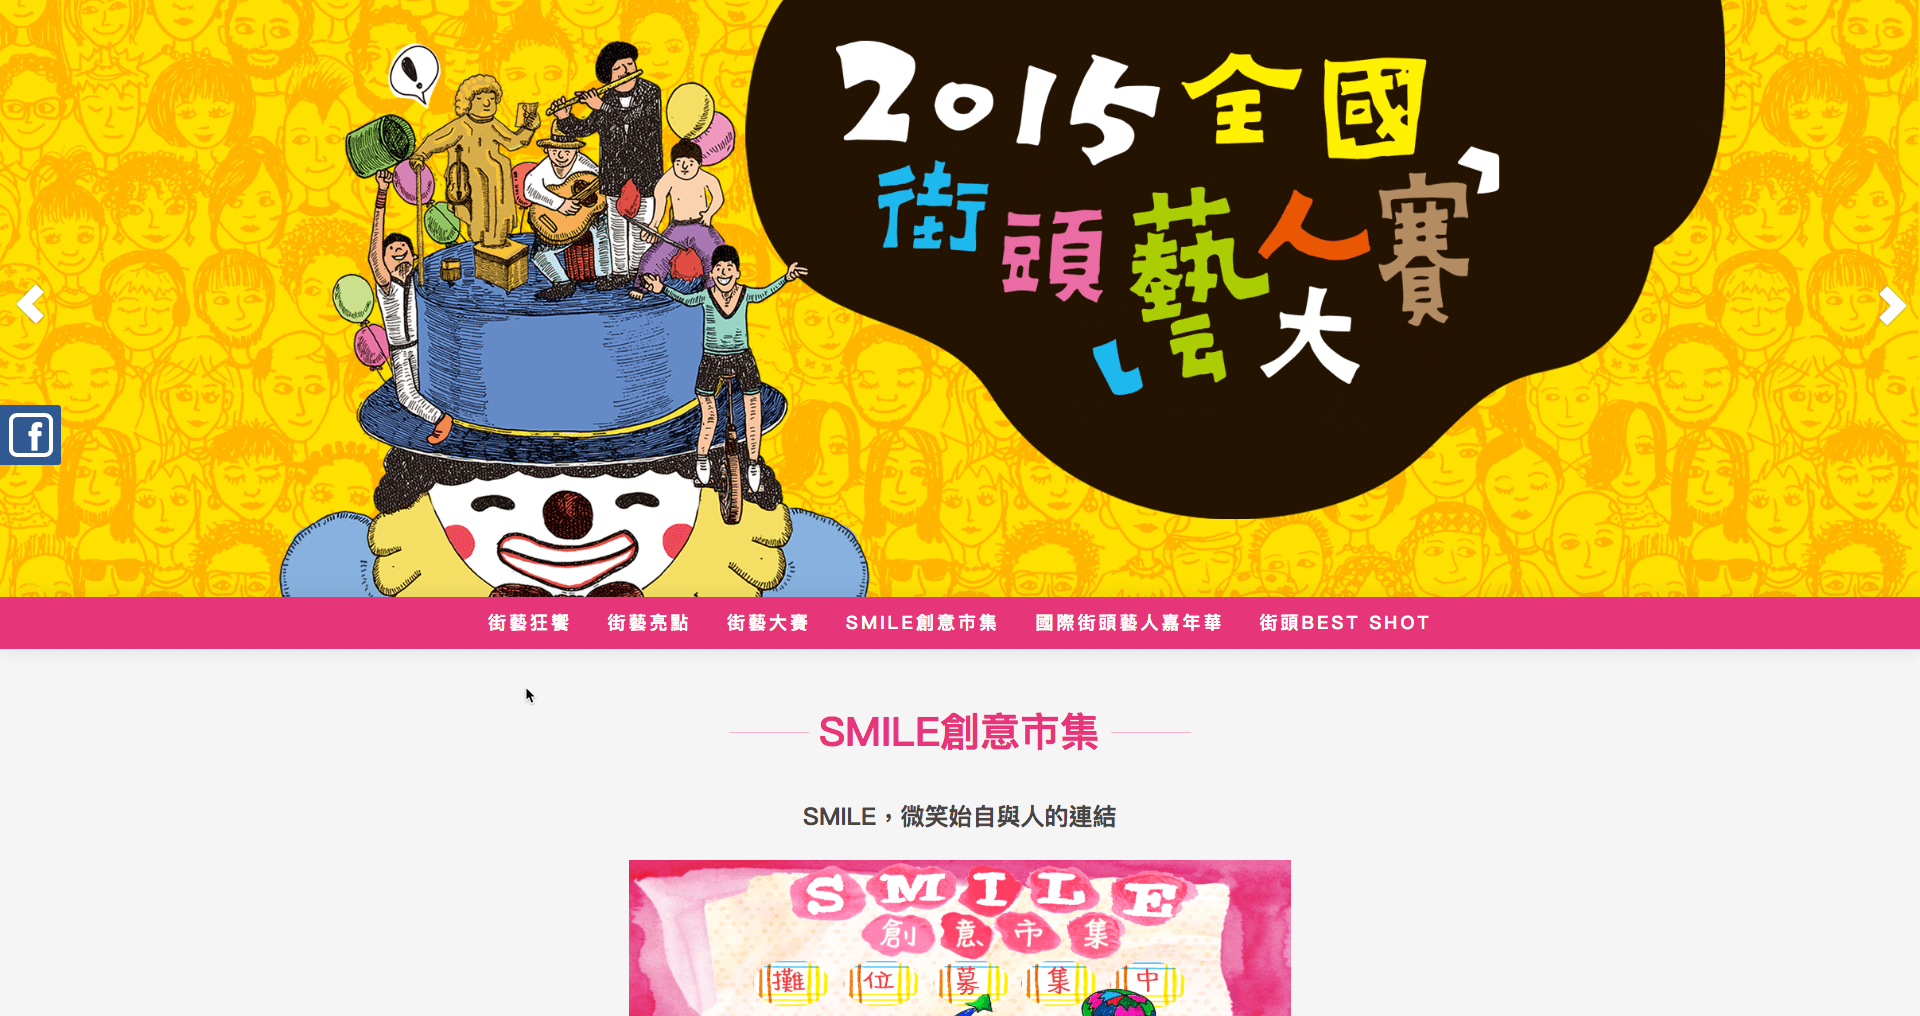 2015全國
「街頭藝人大賽」
街藝狂饗 街藝亮點 街藝大賽 SMILE創意市集 國際街頭藝人嘉年華 街頭BEST SHOT
SMILE創意市集
SMILE，微笑始自與人的連結
SMILE
創意市集
攤位募集中